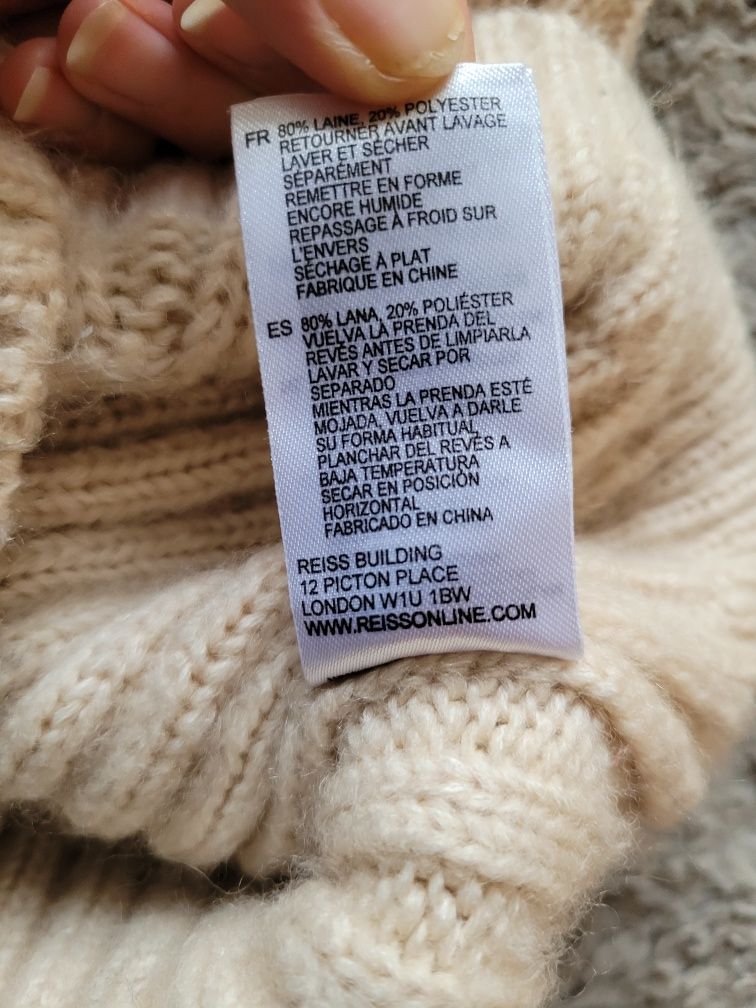 FR 80% LAINE, 20% POLYESTER
RETOURNER AVANT LAVAGE
LAVER ET SÉCHER
SÉPARÉMENT
REMETTRE EN FORME
ENCORE HUMIDE
REPASSAGE À FROID SUR
L'ENVERS
SÉCHAGE À PLAT
FABRIQUE EN CHINE
ES 80% LANA, 20% POLIÉSTER
VUELVA LA PRENDA DEL
REVÉS ANTES DE LIMPIARLA
LAVAR Y SECAR POR
SEPARADO
MIENTRAS LA PRENDA ESTÉ
MOJADA, VUELVA A DARLE
SU FORMA HABITUAL
PLANCHAR DEL REVÉS A
BAJA TEMPERATURA
SECAR EN POSICIÓN
HORIZONTAL
FABRICADO EN CHINA
REISS BUILDING
12 PICTON PLACE
LONDON W1U 1BW
WWW.REISSONLINE.COM